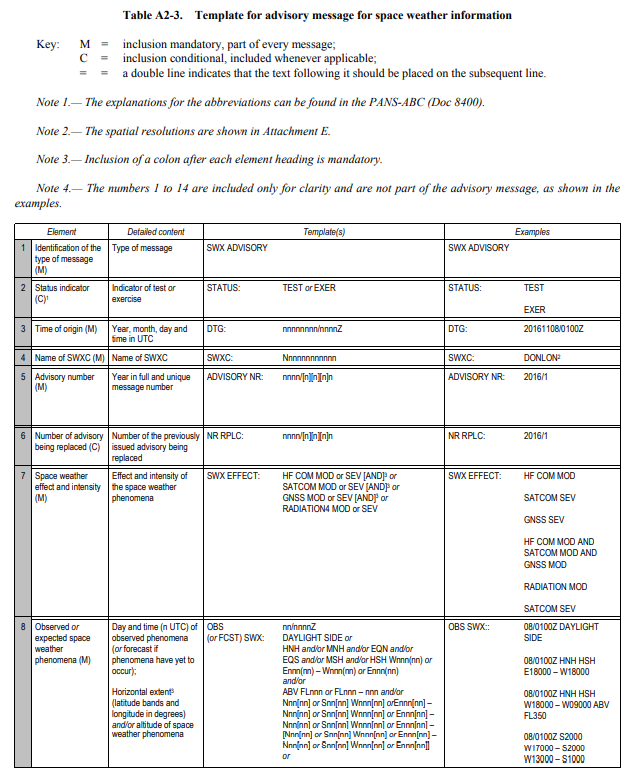 Table A2-3. Template for advisory message for space weather information
Key: M = inclusion mandatory, part of every message;
C = inclusion conditional, included whenever applicable;
= = a double line indicates that the text following it should be placed on the subsequent line.
Note 1.— The explanations for the abbreviations can be found in the PANS-ABC (Doc 8400).
Note 2.— The spatial resolutions are shown in Attachment E.
Note 3.— Inclusion of a colon after each element heading is mandatory.
Note 4.— The numbers 1 to 14 are included only for clarity and are not part of the advisory message, as shown in the
examples.
Element Detailed content Template(s) Examples
1 Identification of the Type of message SWX ADVISORY SWX ADVISORY
type of message
(M)
2 Status indicator Indicator of test or STATUS: TEST or EXER STATUS: TEST
(C)¹ exercise
EXER
3 Time of origin (M) Year, month, day and DTG: nnnnnnnn/nnnnZ DTG: 20161108/0100Z
time in UTC
4 Name of SWXC (M) Name of SWXC SWXC: Nnnnnnnnnnnn SWXC: DONLON²
5 Advisory number Year in full and unique ADVISORY NR: nnnn/[n][n][n]n ADVISORY NR: 2016/1
(M) message number
6 Number of advisory Number of the previously NR RPLC: nnnn/[n][n][n]n NR RPLC: 2016/1
being replaced (C) issued advisory being
replaced
7 Space weather Effect and intensity of SWX EFFECT: HF COM MOD or SEV [AND]³ or SWX EFFECT: HF COM MOD
effect and intensity the space weather SATCOM MOD or SEV [AND]³ or
(M) phenomena GNSS MOD or SEV [AND]³ or SATCOM SEV
RADIATION4 MOD or SEV
GNSS SEV
HF COM MOD AND
SATCOM MOD AND
GNSS MOD
RADIATION MOD
SATCOM SEV
8 Observed or Day and time (n UTC) of OBS nn/nnnnZ OBS SWX:: 08/0100Z DAYLIGHT
expected space observed phenomena (or FCST) SWX: DAYLIGHT SIDE or SIDE
weather (or forecast if HNH and/or MNH and/or EQN and/or
phenomena (M) phenomena have yet to EQS and/or MSH and/or HSH Wnnn(nn) or 08/0100Z HNH HSH
occur); Ennn(nn) – Wnnn(nn) or Ennn(nn) E18000 – W18000
and/or
Horizontal extent⁵ ABV FLnnn or FLnnn – nnn and/or 08/0100Z HNH HSH
(latitude bands and Nnn[nn] or Snn[nn] Wnnn[nn] orEnnn[nn] – W18000 – W09000 ABV
longitude in degrees) Nnn[nn] or Snn[nn] Wnnn[nn] or Ennn[nn] – FL350
and/or altitude of space Nnn[nn] or Snn[nn] Wnnn[nn] or Ennn[nn] –
weather phenomena [Nnn[nn] or Snn[nn] Wnnn[nn] or Ennn[nn] – 08/0100Z S2000
Nnn[nn] or Snn[nn] Wnnn[nn] or Ennn[nn]] W17000 – S2000
or W13000 – S1000